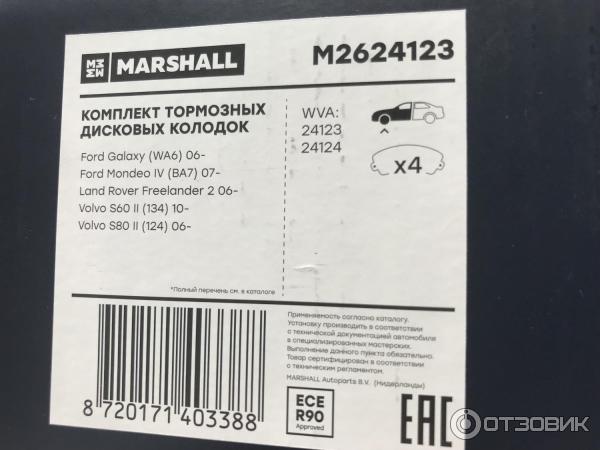 MARSHALL
M2624123
КОМПЛЕКТ ТОРМОЗНЫХ
ДИСКОВЫХ КОЛОДОК
Ford Galaxy (WA6) 06-
Ford Mondeo IV (BA7) 07-
Land Rover Freelander 2 06-
Volvo S60 II (134) 10-
Volvo S80 II (124) 06-
*Полный перечень см. в каталоге
WVA:
24123
24124
x4
Применяемость согласно каталогу.
Установку производить в соответствии
с технической документацией автомобиля
в специализированных мастерских.
Выполнение данного пункта обязательно.
Товар сертифицирован в соответствии
с техническим регламентом.
MARSHALL Autoparts B.V. (Нидерланды)
8 720171 403388
ECE
R90
Approved
EAC
ОТЗОВИК